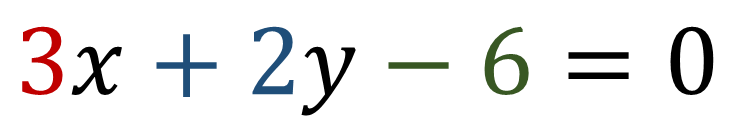 3x + 2y − 6 = 0